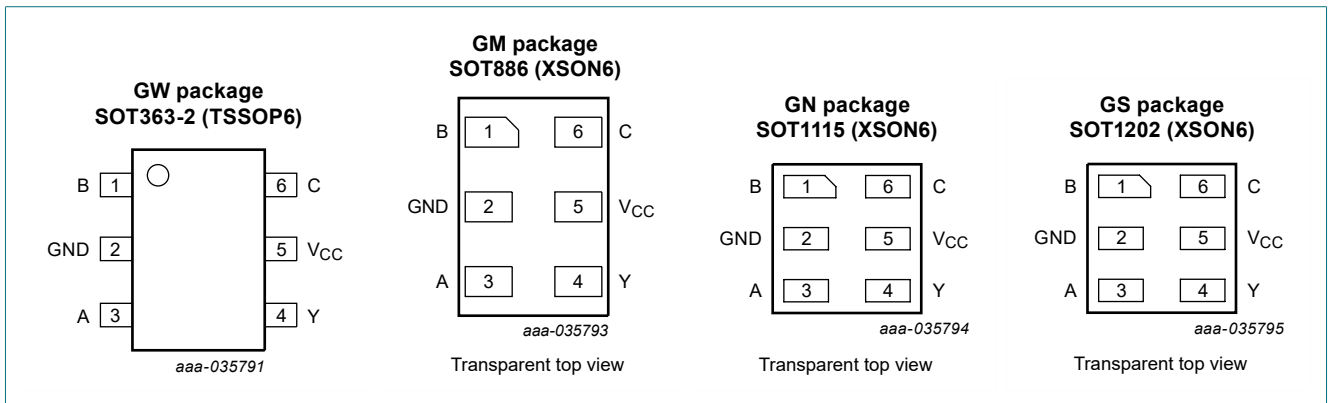 GW package
SOT363-2 (TSSOP6)
B 1 6 C
GND 2 5 VCC
A 3 4 Y
aaa-035791
GM package
SOT886 (XSON6)
B 1 6 C
GND 2 5 VCC
A 3 4 Y
aaa-035793
Transparent top view
GN package
SOT1115 (XSON6)
B 1 6 C
GND 2 5 VCC
A 3 4 Y
aaa-035794
Transparent top view
GS package
SOT1202 (XSON6)
B 1 6 C
GND 2 5 VCC
A 3 4 Y
aaa-035795
Transparent top view